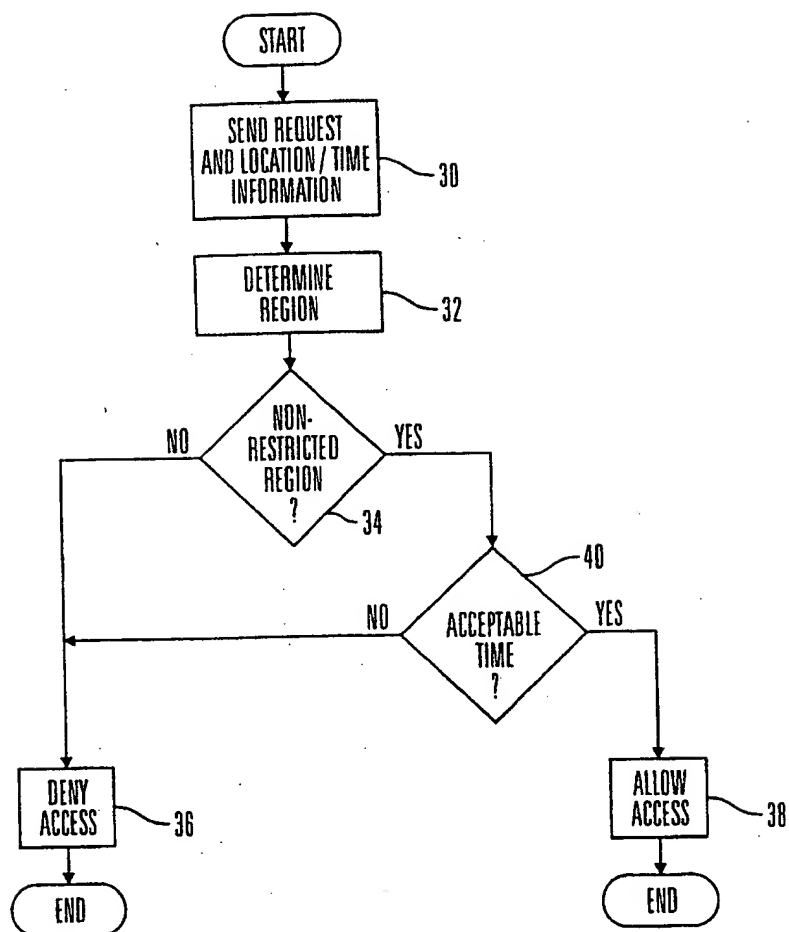 START
SEND REQUEST
AND LOCATION / TIME
INFORMATION
30
DETERMINE
REGION
32
NON-
RESTRICTED
REGION
?
NO
YES
34
40
ACCEPTABLE
TIME
?
NO
YES
DENY
ACCESS
36
ALLOW
ACCESS
38
END
END